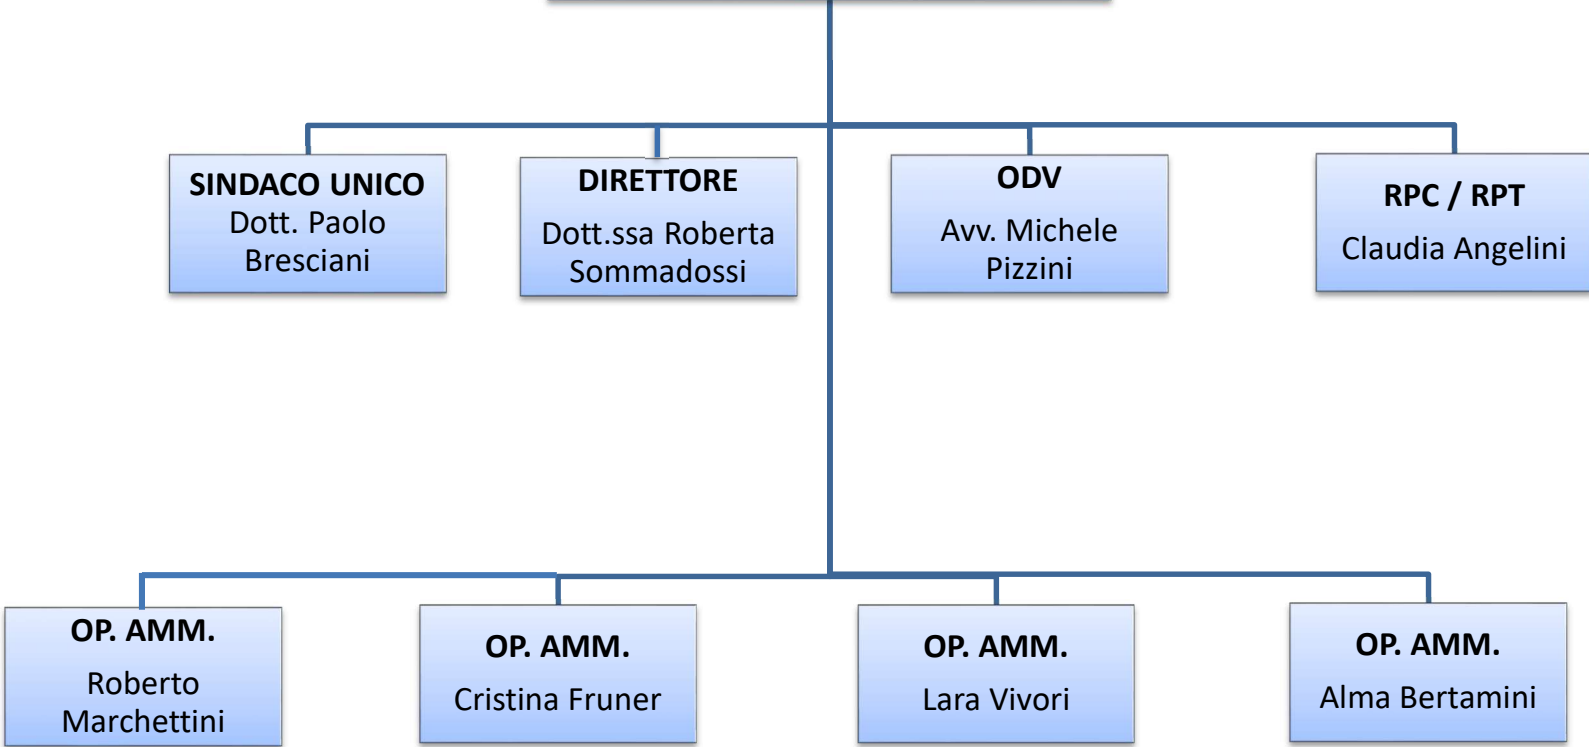 SINDACO UNICO
Dott. Paolo
Bresciani
DIRETTORE
Dott.ssa Roberta
Sommadossi
ODV
Avv. Michele
Pizzini
RPC / RPT
Claudia Angelini
OP. AMM.
Roberto
Marchettini
OP. AMM.
Cristina Fruner
OP. AMM.
Lara Vivori
OP. AMM.
Alma Bertamini